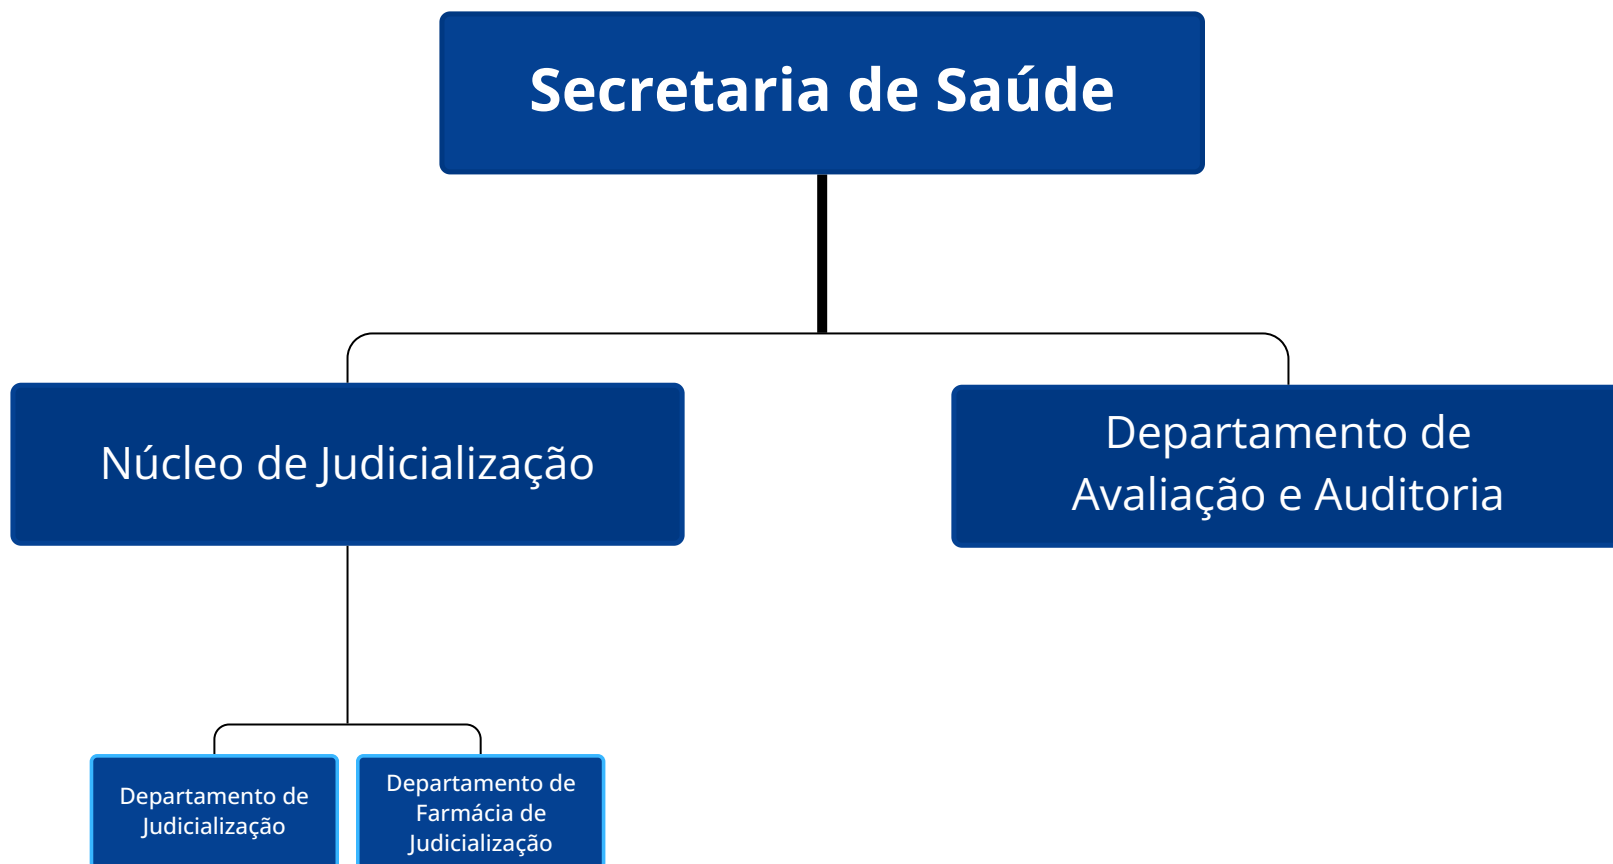 Secretaria de Saúde
Núcleo de Judicialização
Departamento de
Avaliação e Auditoria
Departamento de
Judicialização
Departamento de
Farmácia de
Judicialização